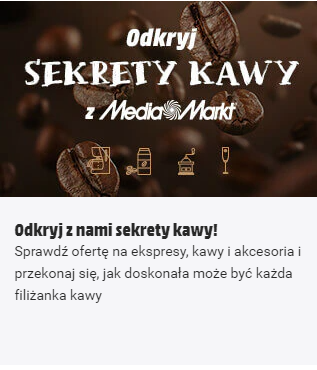 Odkryj
SEKRETY KAWY
z MediaMarkt
Odkryj z nami sekrety kawy!
Sprawdź ofertę na ekspresy, kawy i akcesoria i
przekonaj się, jak doskonała może być każda
filiżanka kawy